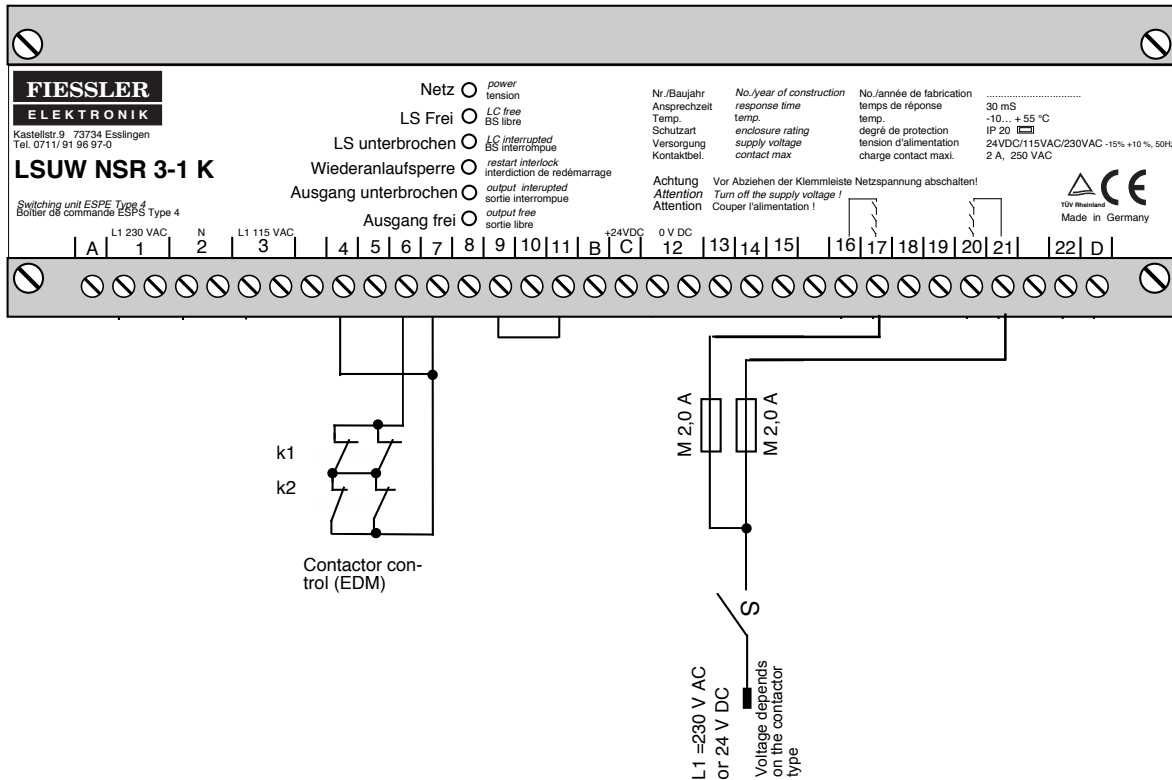 FIESSLER
ELEKTRONIK
Kastellstr.9 73734 Esslingen
Tel. 0711/ 91 96 97-0
LSUW NSR 3-1 K
Switching unit ESPE Type 4
Boîtier de commande ESPS Type 4
Netz power
tension
LS Frei LC free
BS libre
LS unterbrochen LC interrupted
BS interrompue
Wiederanlaufsperre restart interlock
interdiction de redémarrage
Ausgang unterbrochen output interupted
sortie interrompue
Ausgang frei output free
sortie libre
Nr./Baujahr No./year of construction No./année de fabrication ................................
Ansprechzeit response time temps de réponse 30 mS
Temp. temp. temp. -10... + 55 °C
Schutzart enclosure rating degré de protection IP 20
Versorgung supply voltage tension d'alimentation 24VDC/115VAC/230VAC -15% +10 %, 50Hz
Kontaktbel. contact max charge contact maxi. 2 A, 250 VAC
Achtung Vor Abziehen der Klemmleiste Netzspannung abschalten!
Attention Turn off the supply voltage !
Attention Couper l'alimentation !
TÜV Rheinland
CE
Made in Germany
L1 230 VAC N L1 115 VAC +24VDC 0 V DC
A 1 2 3 4 5 6 7 8 9 10 11 B C 12 13 14 15 16 17 18 19 20 21 22 D
k1
k2
Contactor con-
trol (EDM)
M 2,0 A
M 2,0 A
S
L1 =230 V AC
or 24 V DC
Voltage depends
on the contactor
type